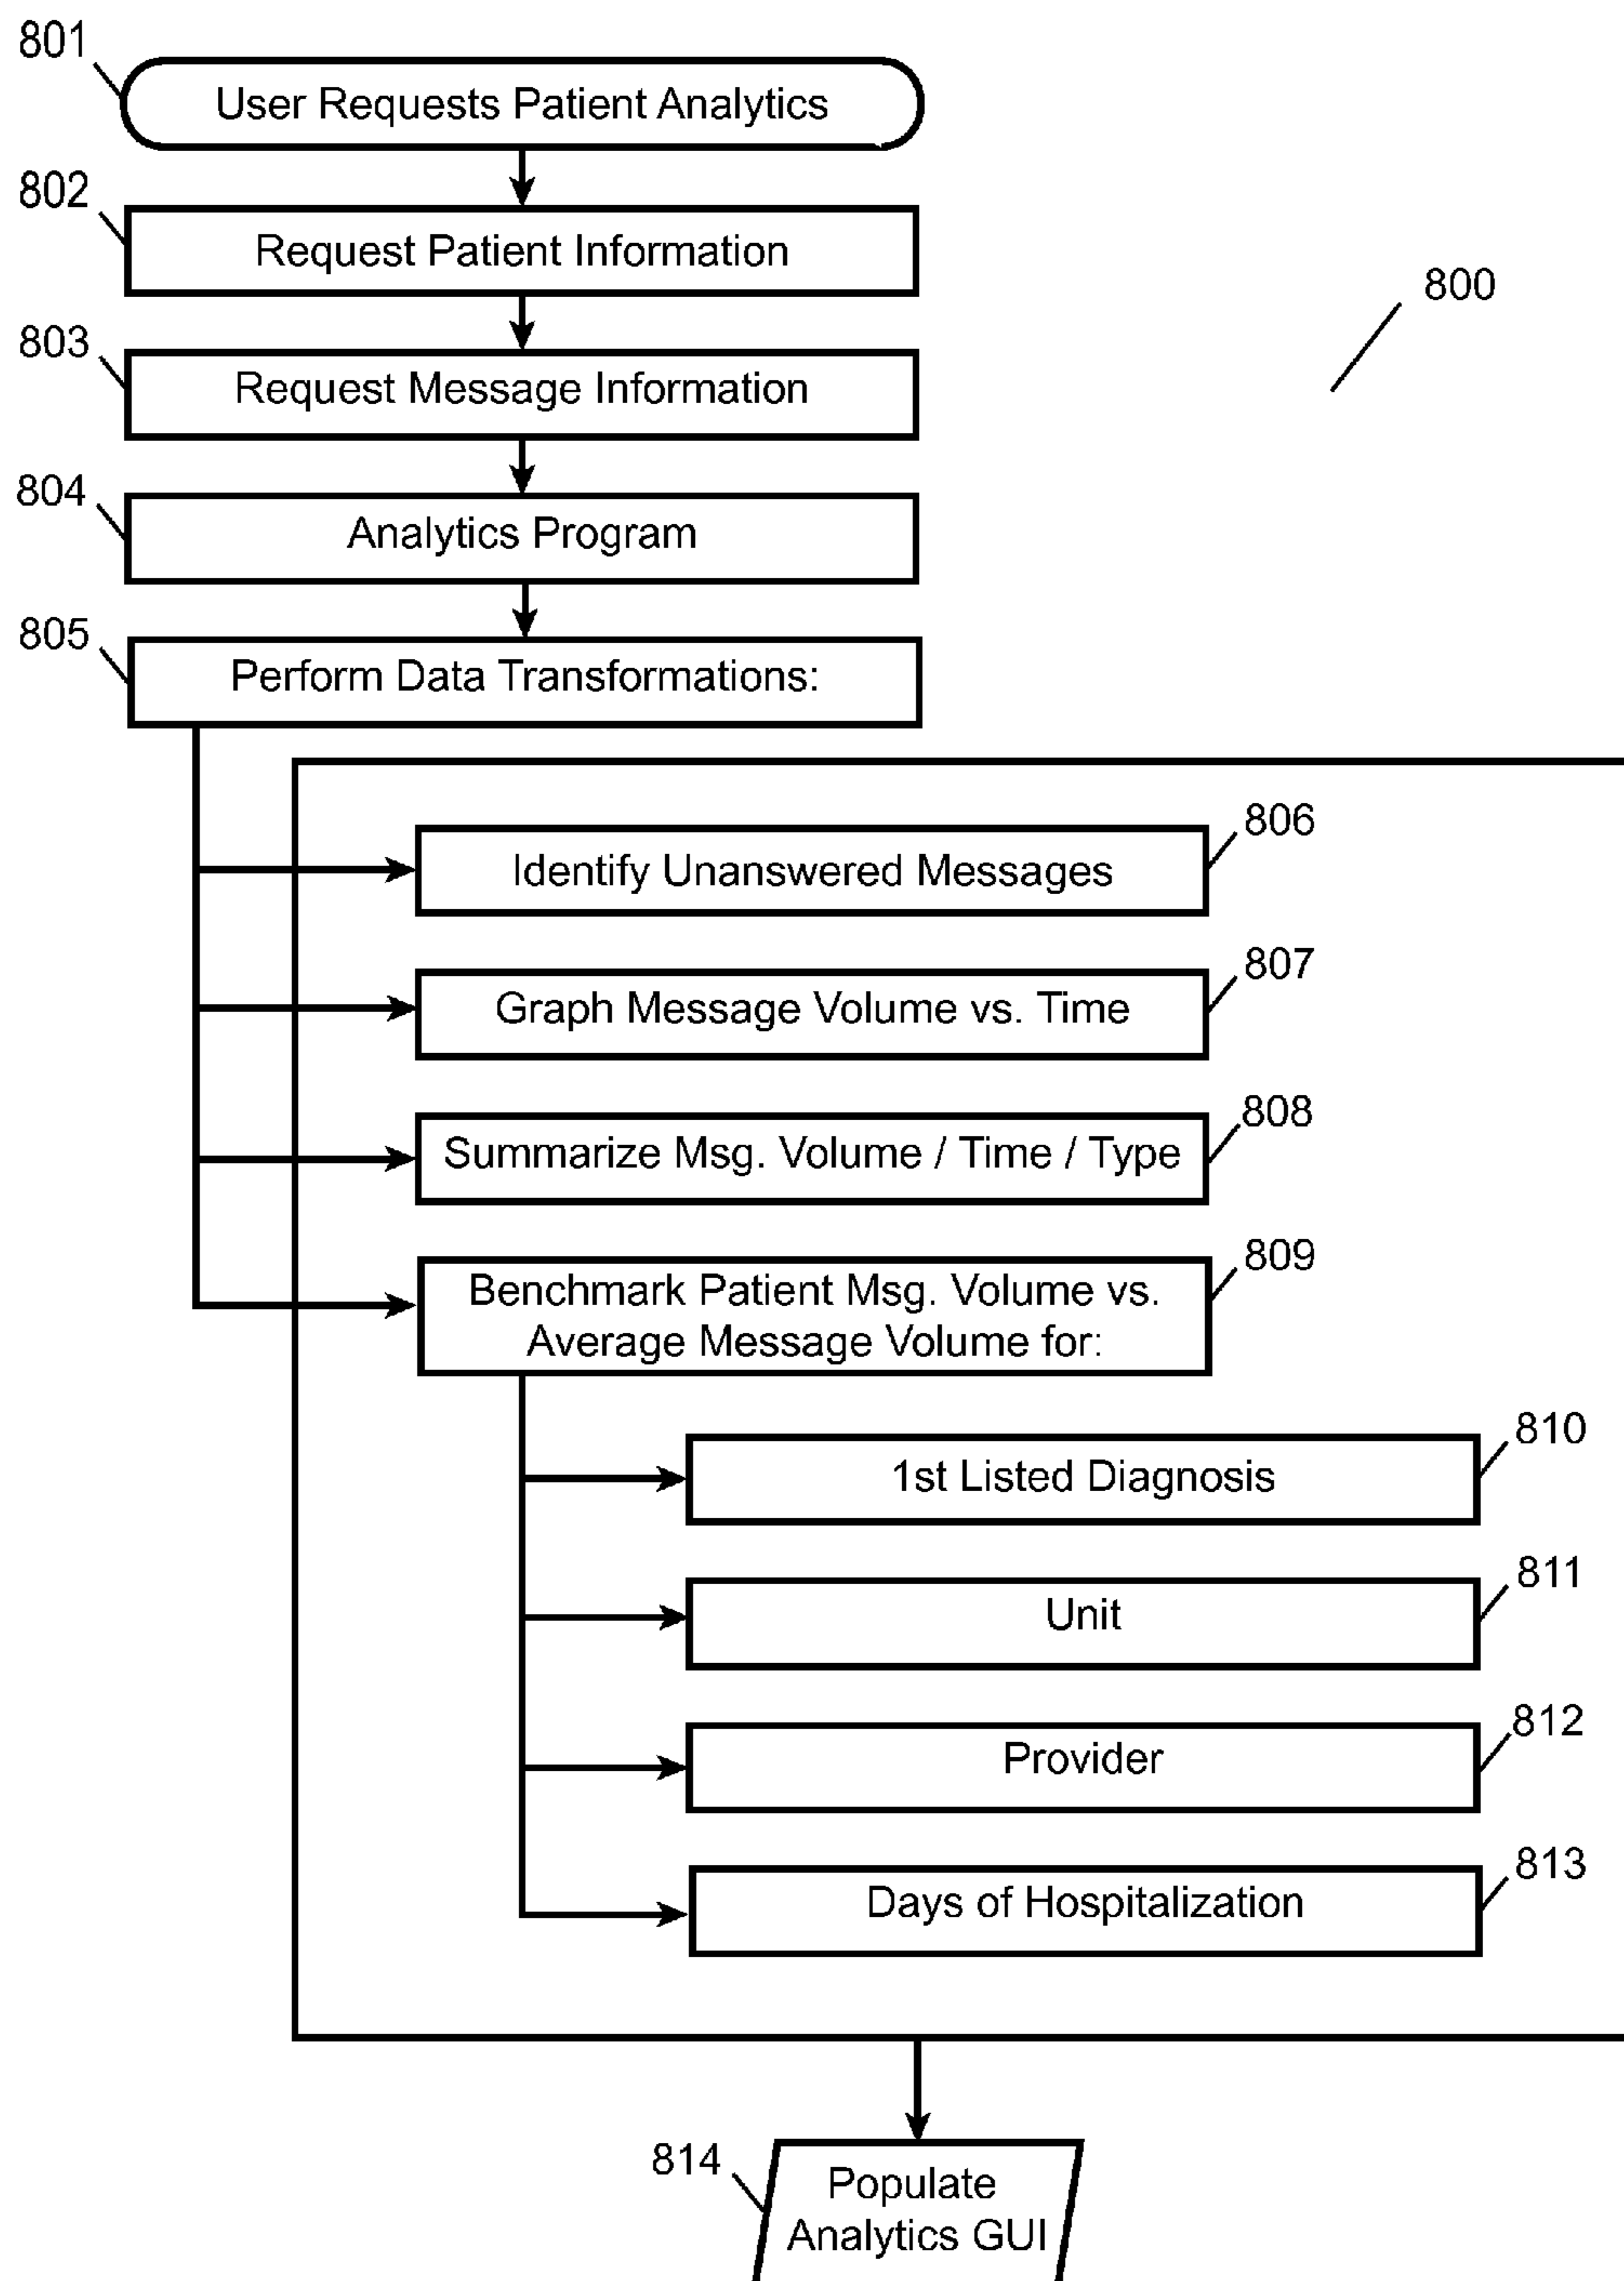 801
User Requests Patient Analytics
802
Request Patient Information
800
803
Request Message Information
804
Analytics Program
805
Perform Data Transformations:
806
Identify Unanswered Messages
807
Graph Message Volume vs. Time
808
Summarize Msg. Volume / Time / Type
809
Benchmark Patient Msg. Volume vs.
Average Message Volume for:
810
1st Listed Diagnosis
811
Unit
812
Provider
813
Days of Hospitalization
814
Populate
Analytics GUI